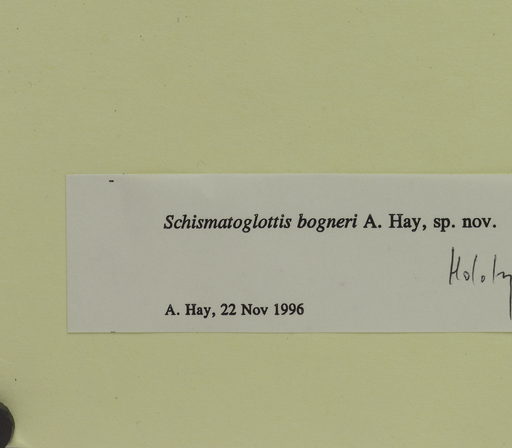 Schismatoglottis bogneri A. Hay, sp. nov.
A. Hay, 22 Nov 1996